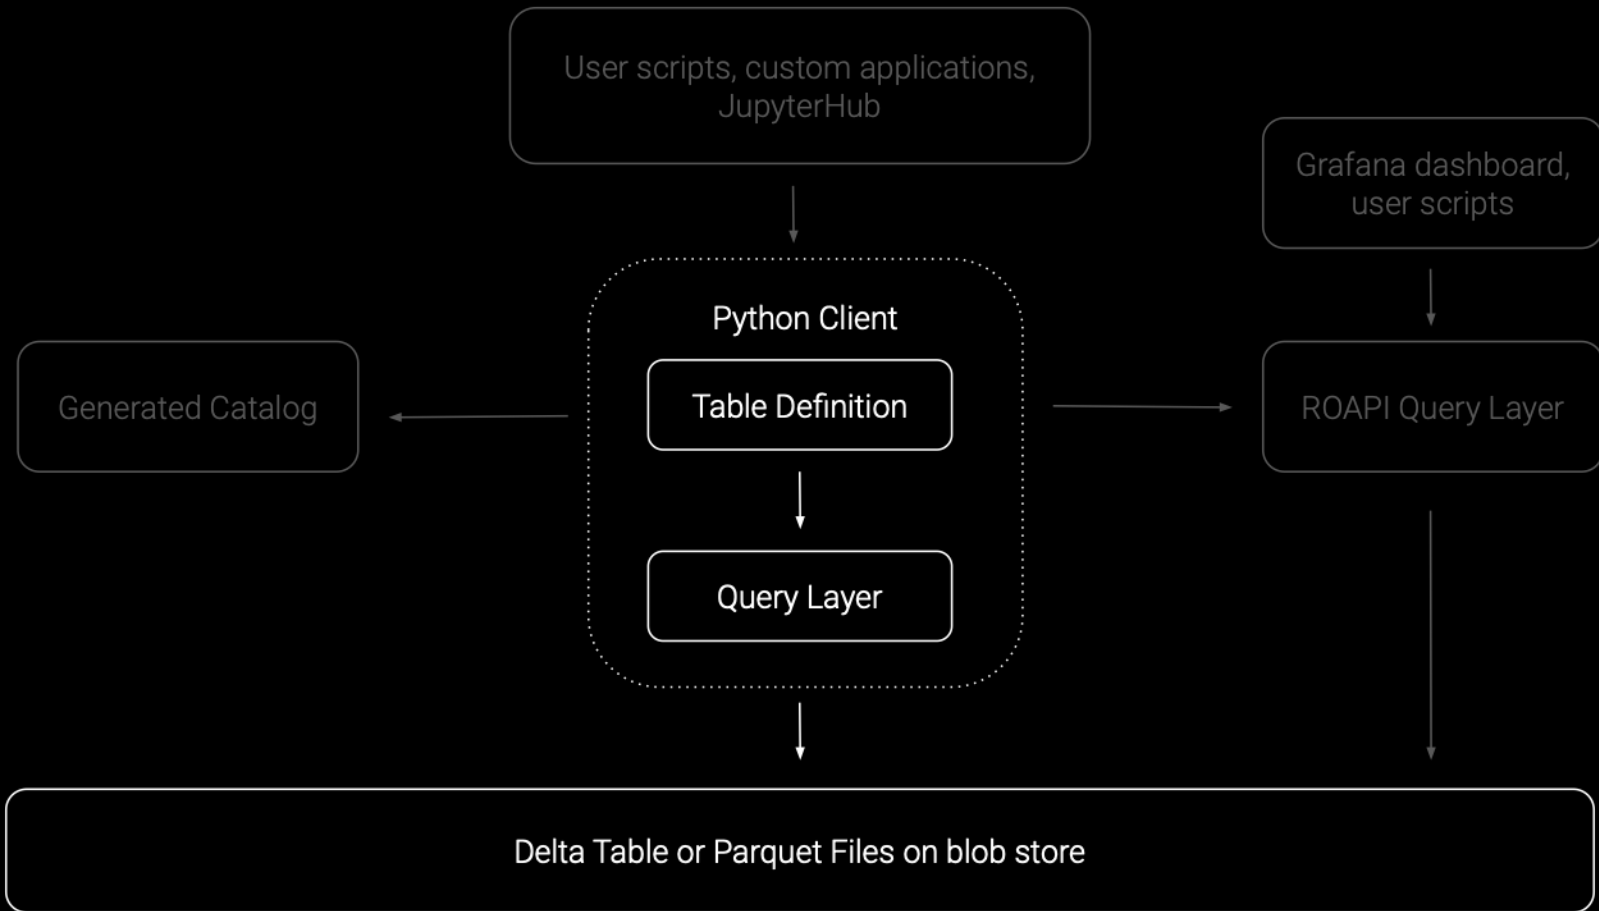 User scripts, custom applications,
JupyterHub
Grafana dashboard,
user scripts
Python Client
Generated Catalog
Table Definition
ROAPI Query Layer
Query Layer
Delta Table or Parquet Files on blob store